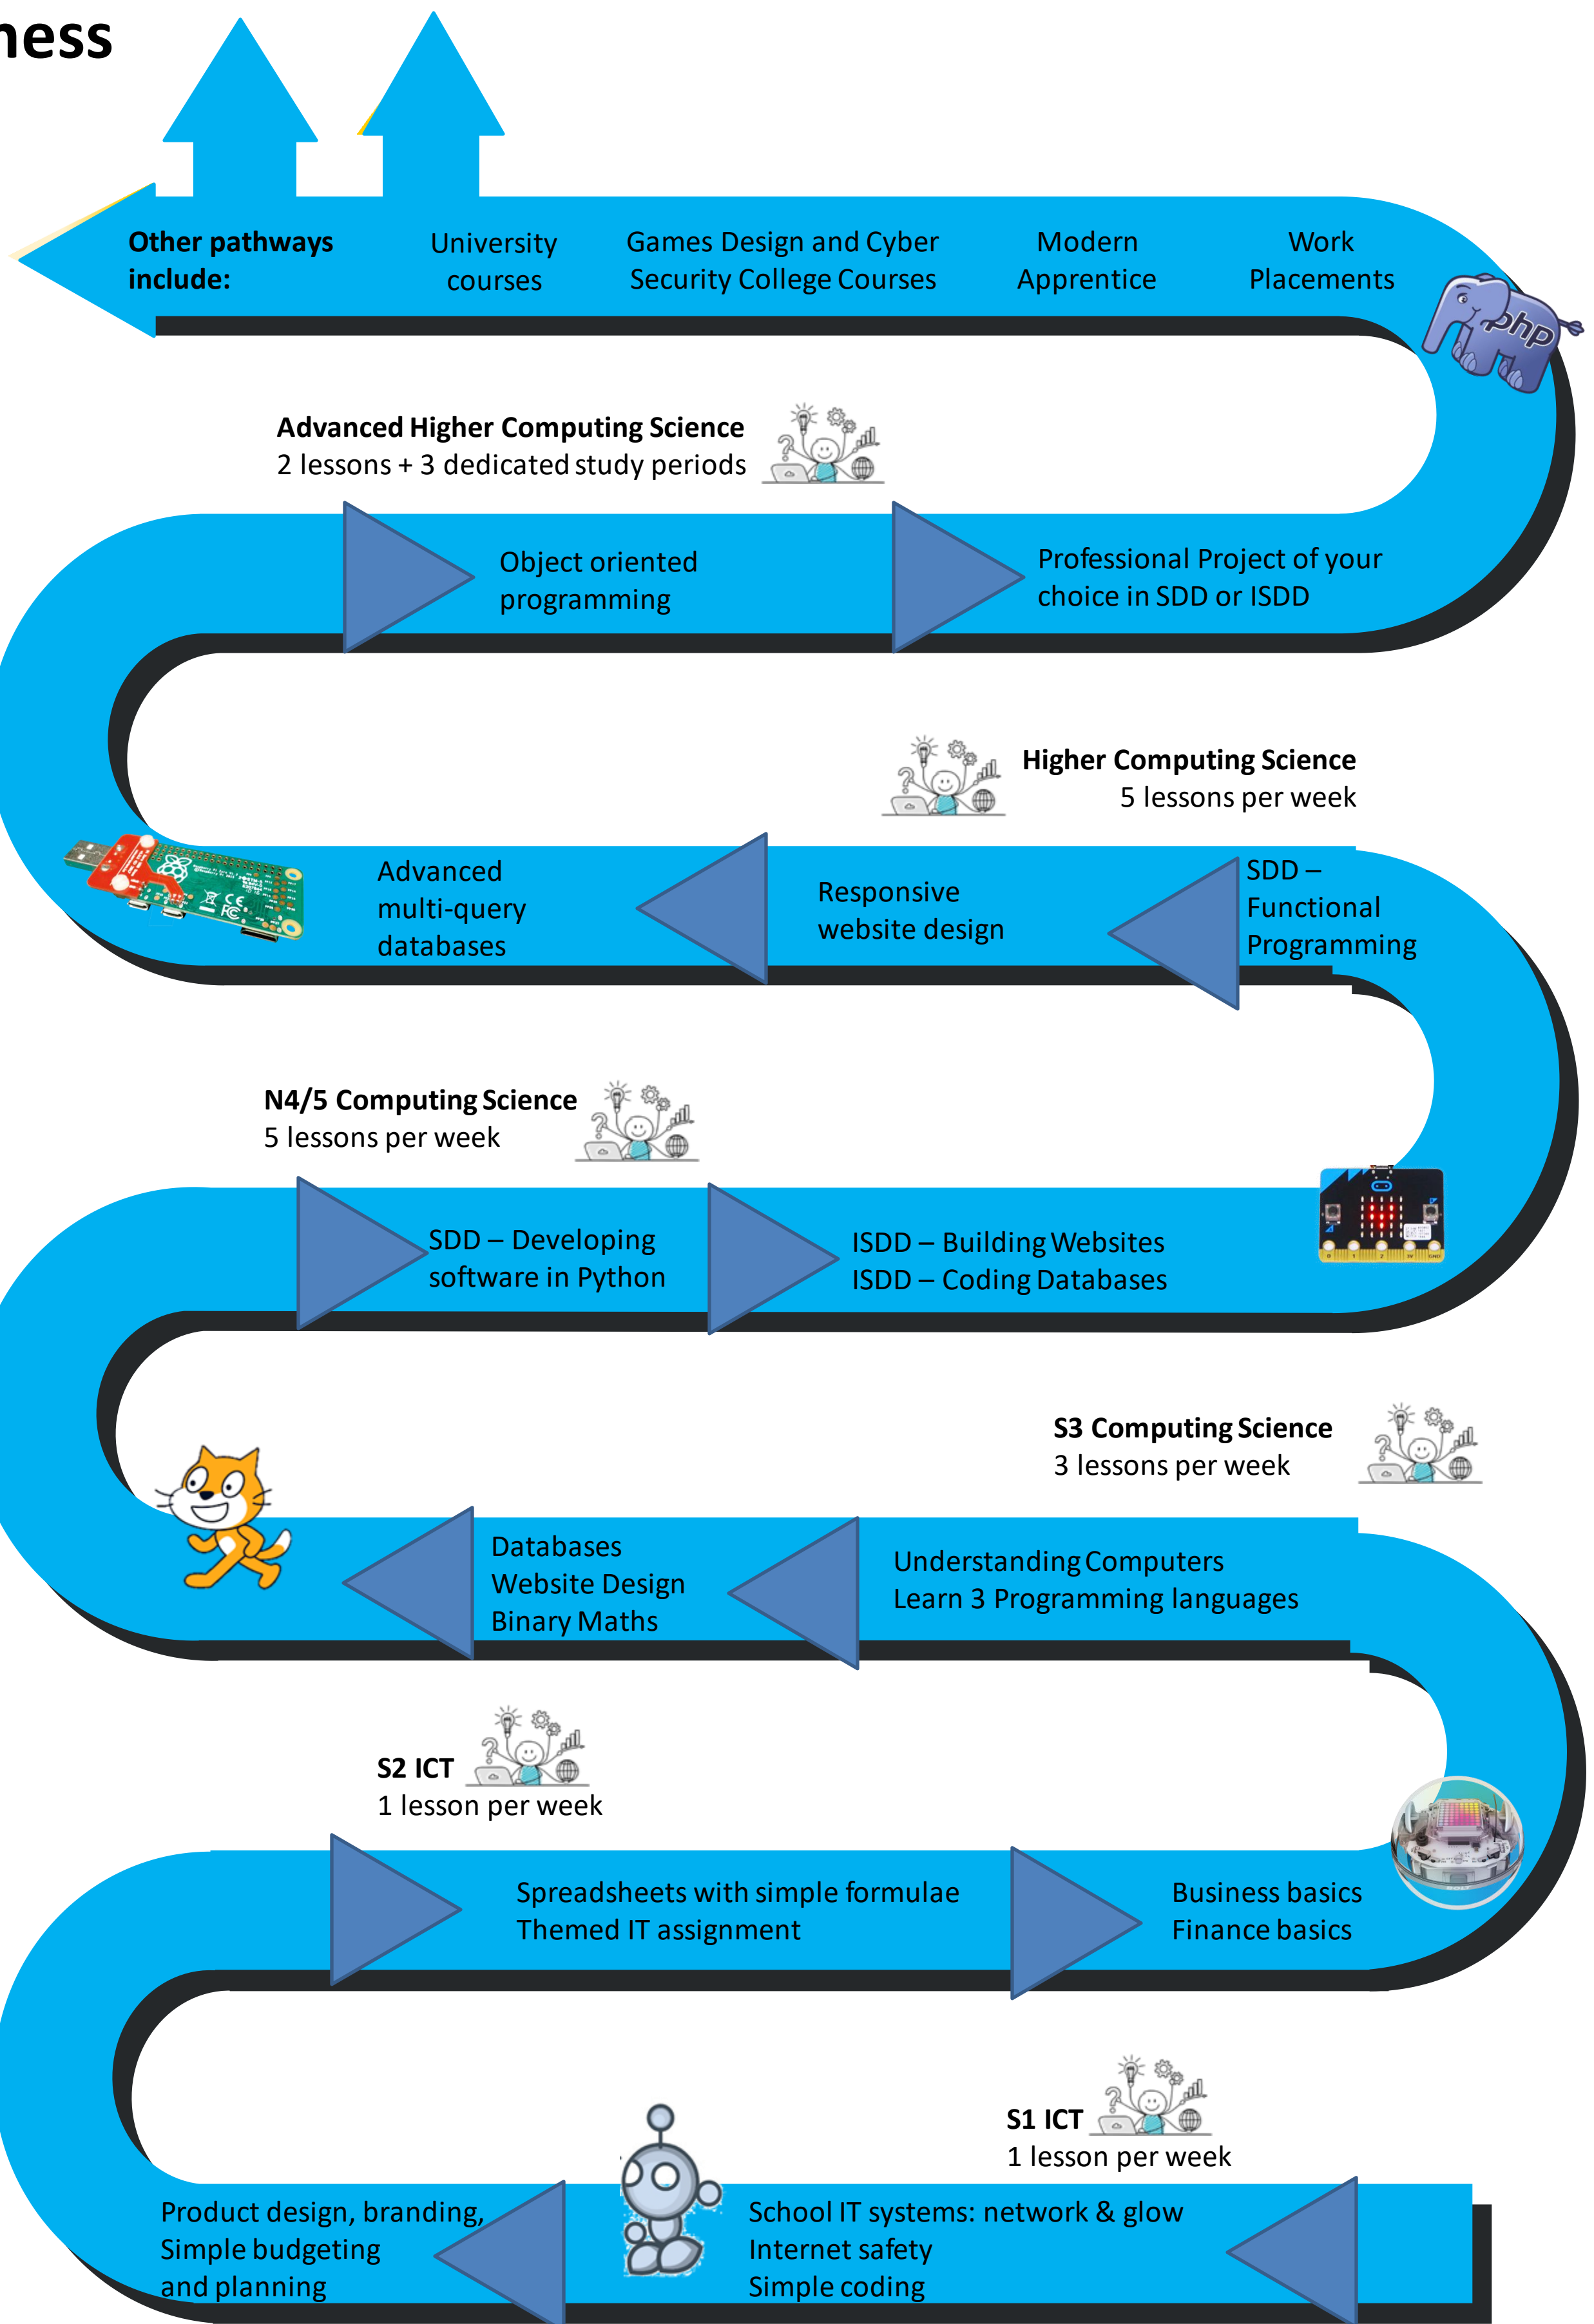 ness
Other pathways
include:
University
courses
Games Design and Cyber
Security College Courses
Modern
Apprentice
Work
Placements
php
Advanced Higher Computing Science
2 lessons + 3 dedicated study periods
Object oriented
programming
Professional Project of your
choice in SDD or ISDD
Higher Computing Science
5 lessons per week
Advanced
multi-query
databases
Responsive
website design
SDD –
Functional
Programming
N4/5 Computing Science
5 lessons per week
SDD – Developing
software in Python
ISDD – Building Websites
ISDD – Coding Databases
S3 Computing Science
3 lessons per week
Databases
Website Design
Binary Maths
Understanding Computers
Learn 3 Programming languages
S2 ICT
1 lesson per week
Spreadsheets with simple formulae
Themed IT assignment
Business basics
Finance basics
S1 ICT
1 lesson per week
Product design, branding,
Simple budgeting
and planning
School IT systems: network & glow
Internet safety
Simple coding